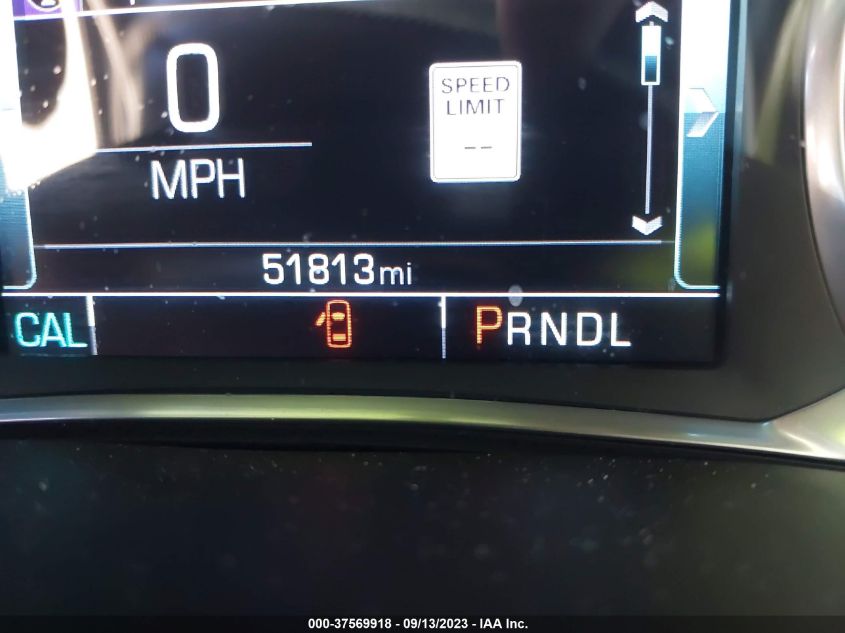 0
MPH
SPEED
LIMIT
--
51813mi
CAL
PRNDL
000-37569918 - 09/13/2023 - IAA Inc.